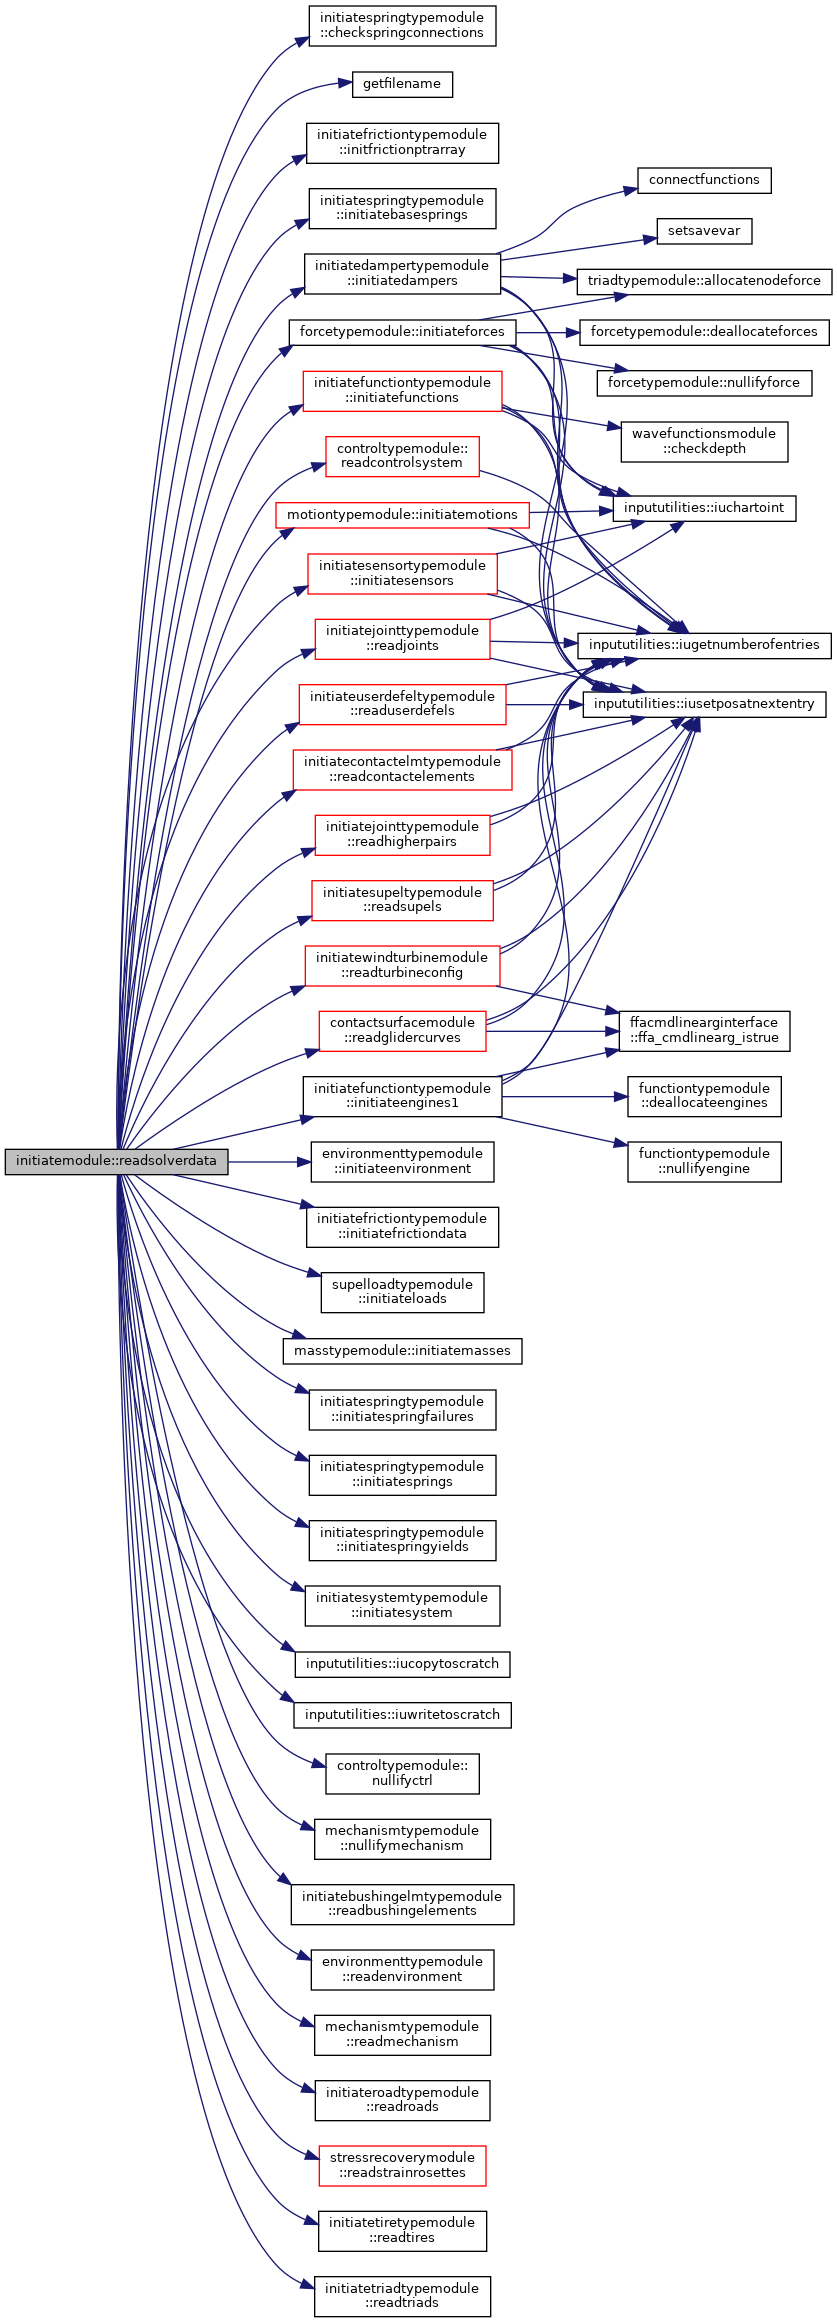 initiatespringtypemodule
::checkspringconnections
getfilename
initiatefrictiontypemodule
::initfrictionptrarray
initiatespringtypemodule
::initiatebasesprings
initiatedampertypemodule
::initiatedampers
forcetypemodule::initiateforces
initiatefunctiontypemodule
::initiatefunctions
controltypemodule::
readcontrolsystem
motiontypemodule::initiatemotions
initiatesensortypemodule
::initiatesensors
initiatejointtypemodule
::readjoints
initiateuserdefeltypemodule
::readuserdefels
initiatecontactelmtypemodule
::readcontactelements
initiatejointtypemodule
::readhigherpairs
initiatesupeltypemodule
::readsupels
initiatewindturbinemodule
::readturbineconfig
contactsurfacemodule
::readglidercurves
initiatefunctiontypemodule
::initiateengines1
initiatemodule::readsolverdata
environmenttypemodule
::initiateenvironment
initiatefrictiontypemodule
::initiatefrictiondata
supelloadtypemodule
::initiateloads
masstypemodule::initiatemasses
initiatespringtypemodule
::initiatespringfailures
initiatespringtypemodule
::initiatesprings
initiatespringtypemodule
::initiatespringyields
initiatesystemtypemodule
::initiatesystem
inpututilities::iucopytoscratch
inpututilities::iuwritetoscratch
controltypemodule::
nullifyctrl
mechanismtypemodule
::nullifymechanism
initiatebushingelmtypemodule
::readbushingelements
environmenttypemodule
::readenvironment
mechanismtypemodule
::readmechanism
initiateroadtypemodule
::readroads
stressrecoverymodule
::readstrainrosettes
initiatetiretypemodule
::readtires
initiatetriadtypemodule
::readtriads
connectfunctions
setsavevar
triadtypemodule::allocatenodeforce
forcetypemodule::deallocateforces
forcetypemodule::nullifyforce
wavefunctionsmodule
::checkdepth
inpututilities::iuchartoint
inpututilities::iugetnumberofentries
inpututilities::iusetposatnextentry
ffacmdlinearginterface
::ffa_cmdlinearg_istrue
functiontypemodule
::deallocateengines
functiontypemodule
::nullifyengine